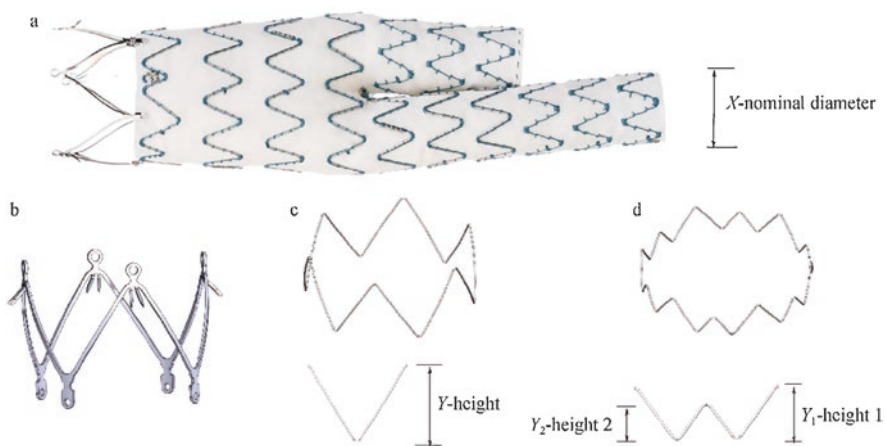 a
X-nominal diameter
b
c
d
Y-height
Y₂-height 2
Y₁-height 1